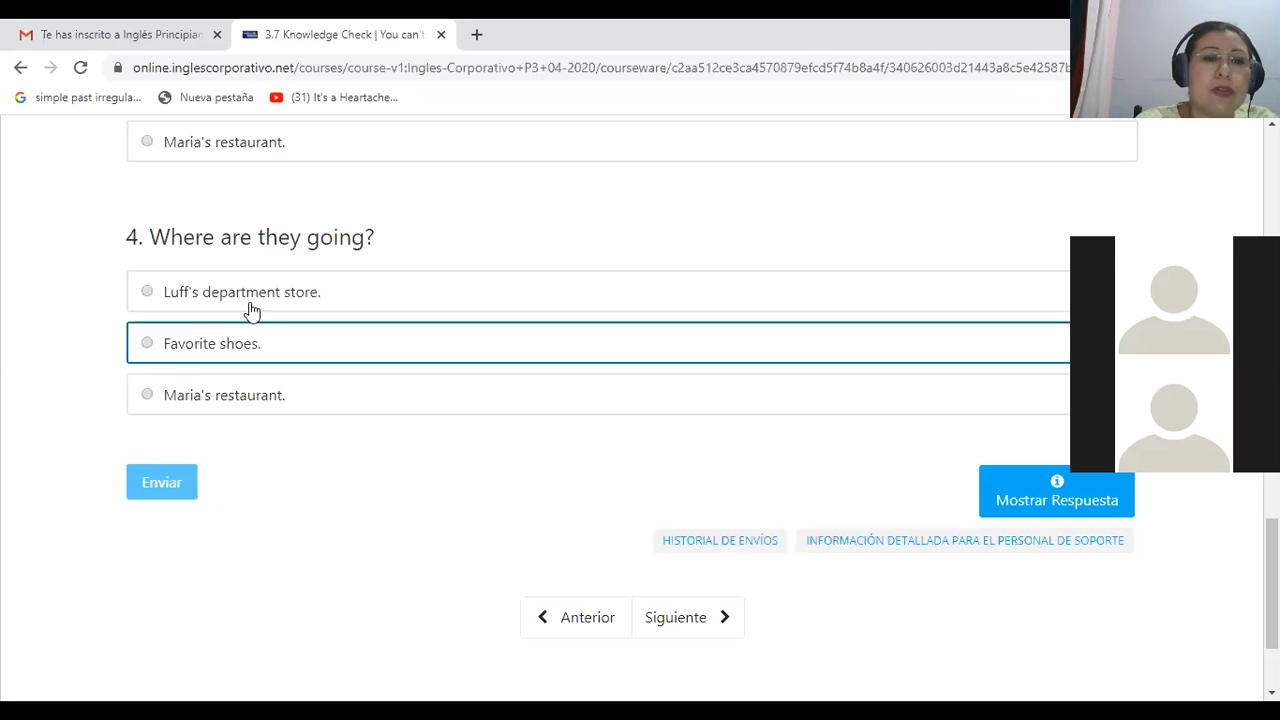 Te has inscrito a Inglés Principian
3.7 Knowledge Check | You can't
online.inglescorporativo.net/courses/course-v1:Ingles-Corporativo+P3+04-2020/courseware/c2aa512ce3ca4570879efcd5f74b8a4f/340626003d21443a8c5e42587b
simple past irregula... Nueva pestaña (31) It's a Heartache...
Maria's restaurant.
4. Where are they going?
Luff's department store.
Favorite shoes.
Maria's restaurant.
Enviar
Mostrar Respuesta
HISTORIAL DE ENVÍOS INFORMACIÓN DETALLADA PARA EL PERSONAL DE SOPORTE
Anterior Siguiente